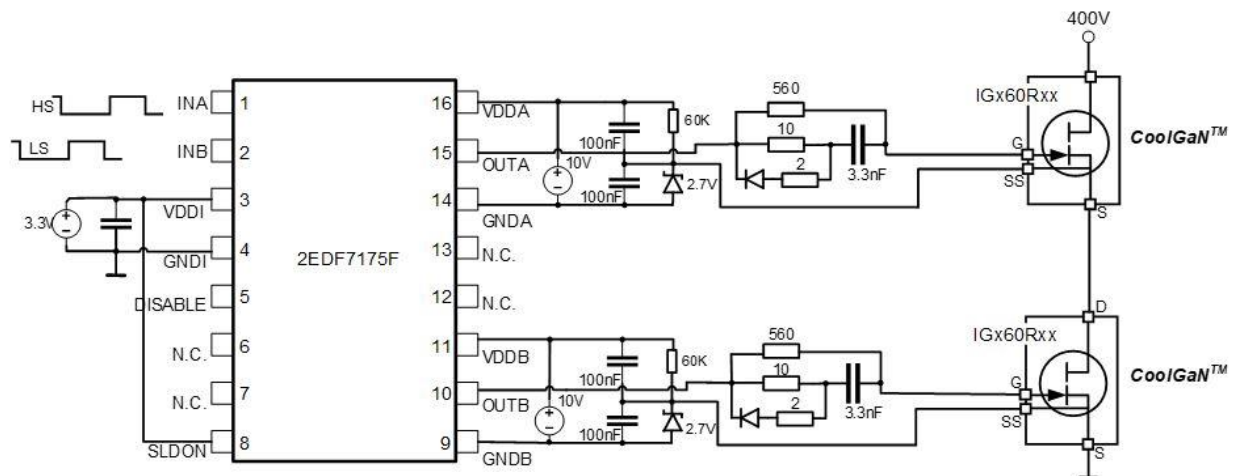 400V
HS
INA
1
16
VDDA
560
IGx60Rxx
CoolGaN™
60K
10
100nF
LS
INB
2
15
OUTA
10V
2
3.3nF
G
SS
100nF
2.7V
3.3V
VDDI
3
14
GNDA
S
2EDF7175F
GNDI
4
13
N.C.
DISABLE
5
12
N.C.
D
N.C.
6
11
VDDB
560
IGx60Rxx
60K
10
CoolGaN™
100nF
N.C.
7
10
OUTB
10V
2
3.3nF
G
SS
100nF
2.7V
SLDON
8
9
GNDB
S